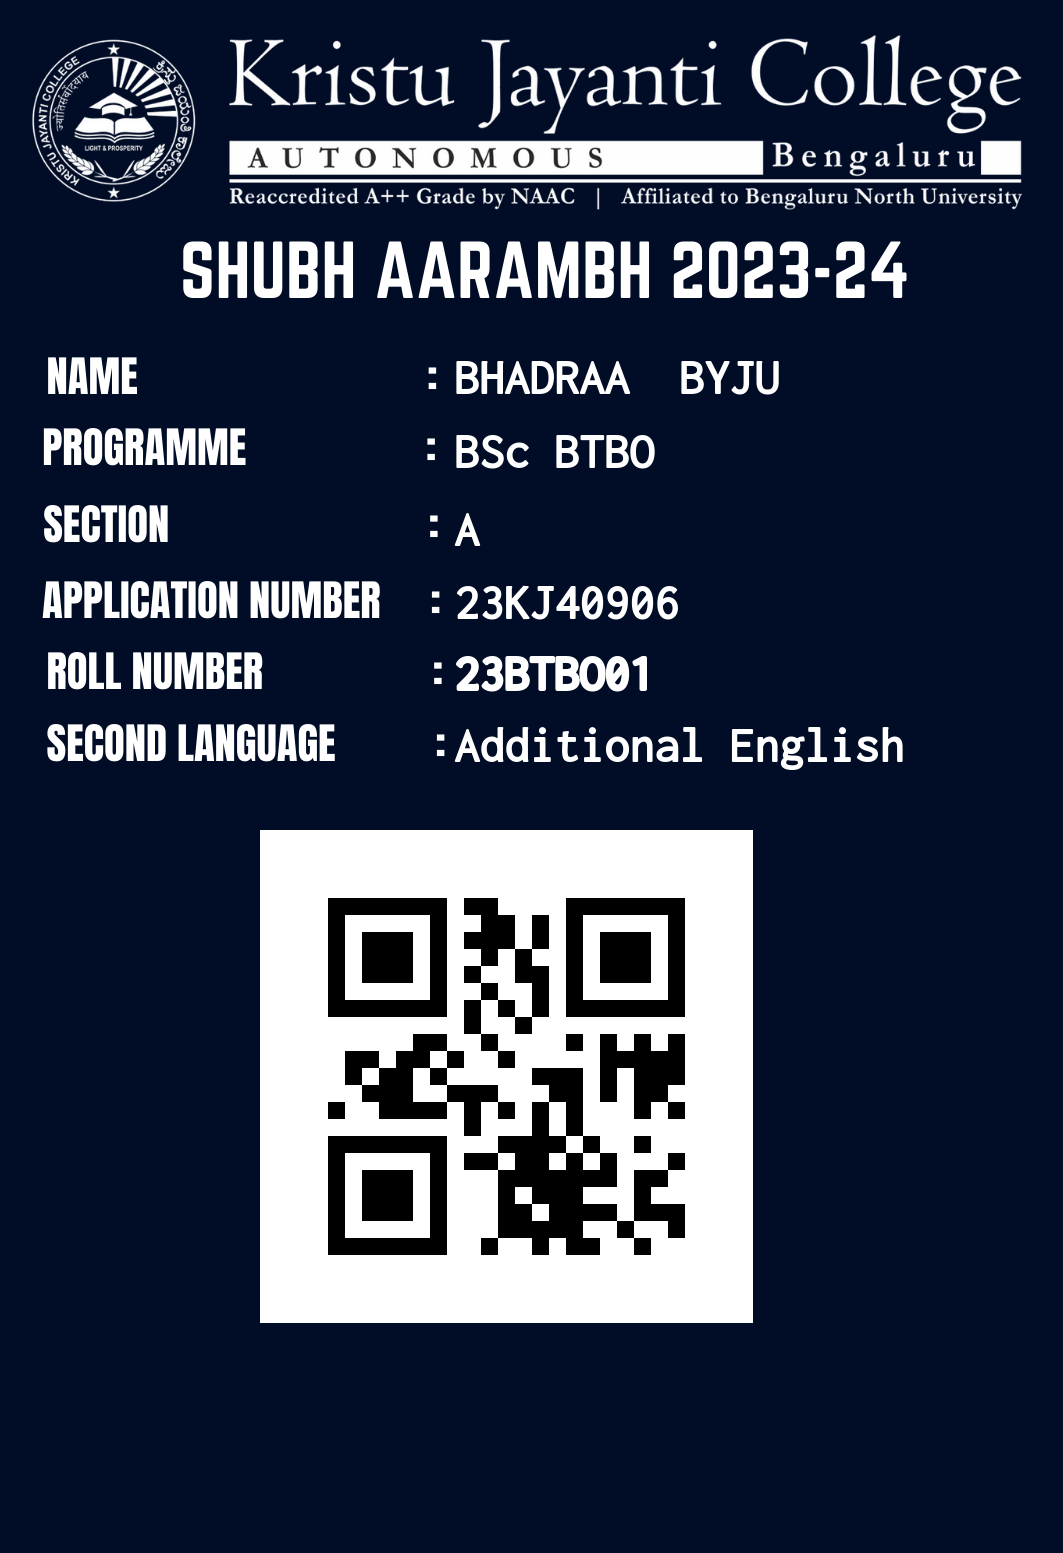 Kristu Jayanti College
AUTONOMOUS Bengaluru
Reaccredited A++ Grade by NAAC | Affiliated to Bengaluru North University
KRISTU JAYANTI COLLEGE
LIGHT & PROSPERITY
SHUBH AARAMBH 2023-24
NAME : BHADRAA BYJU
PROGRAMME : BSc BTBO
SECTION : A
APPLICATION NUMBER : 23KJ40906
ROLL NUMBER : 23BTBO01
SECOND LANGUAGE : Additional English